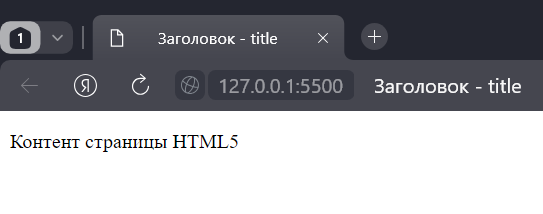 1
Заголовок - title
Я
127.0.0.1:5500 Заголовок - title
Контент страницы HTML5